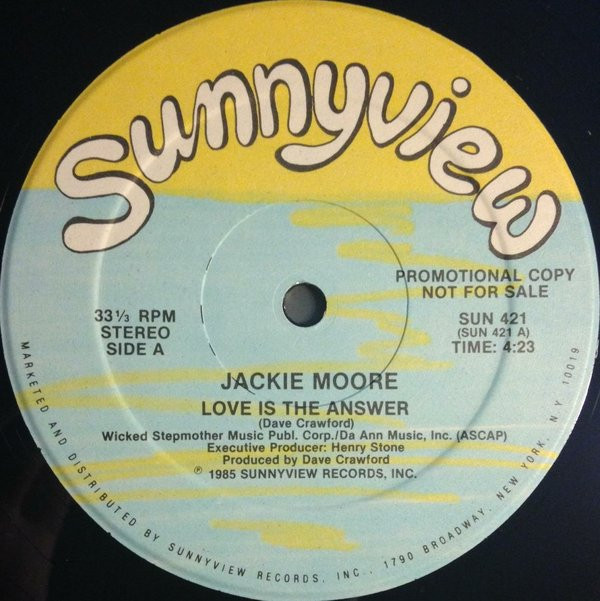 Sunnyview
PROMOTIONAL COPY
NOT FOR SALE
33⅓ RPM
STEREO
SIDE A
SUN 421
(SUN 421 A)
TIME: 4:23
JACKIE MOORE
LOVE IS THE ANSWER
(Dave Crawford)
Wicked Stepmother Music Publ. Corp./Da Ann Music, Inc. (ASCAP)
Executive Producer: Henry Stone
Produced by Dave Crawford
℗ 1985 SUNNYVIEW RECORDS, INC.
MARKETED AND DISTRIBUTED BY SUNNYVIEW RECORDS, INC., 1790 BROADWAY, NEW YORK, N.Y. 10019